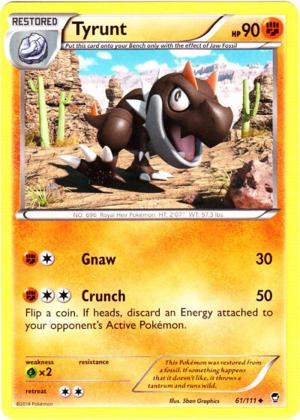 RESTORED
Tyrunt
HP 90
Put this card onto your Bench only with the effect of Jaw Fossil
NO. 696 Royal Heir Pokémon HT: 2'07" WT: 57.3 lbs.
Gnaw 30
Crunch 50
Flip a coin. If heads, discard an Energy attached to
your opponent's Active Pokémon.
weakness resistance
×2
retreat
This Pokémon was restored
from a fossil. If something happens
that it doesn't like, it throws a
tantrum and runs wild.
©2014 Pokémon
Illus. 5ban Graphics
61/111